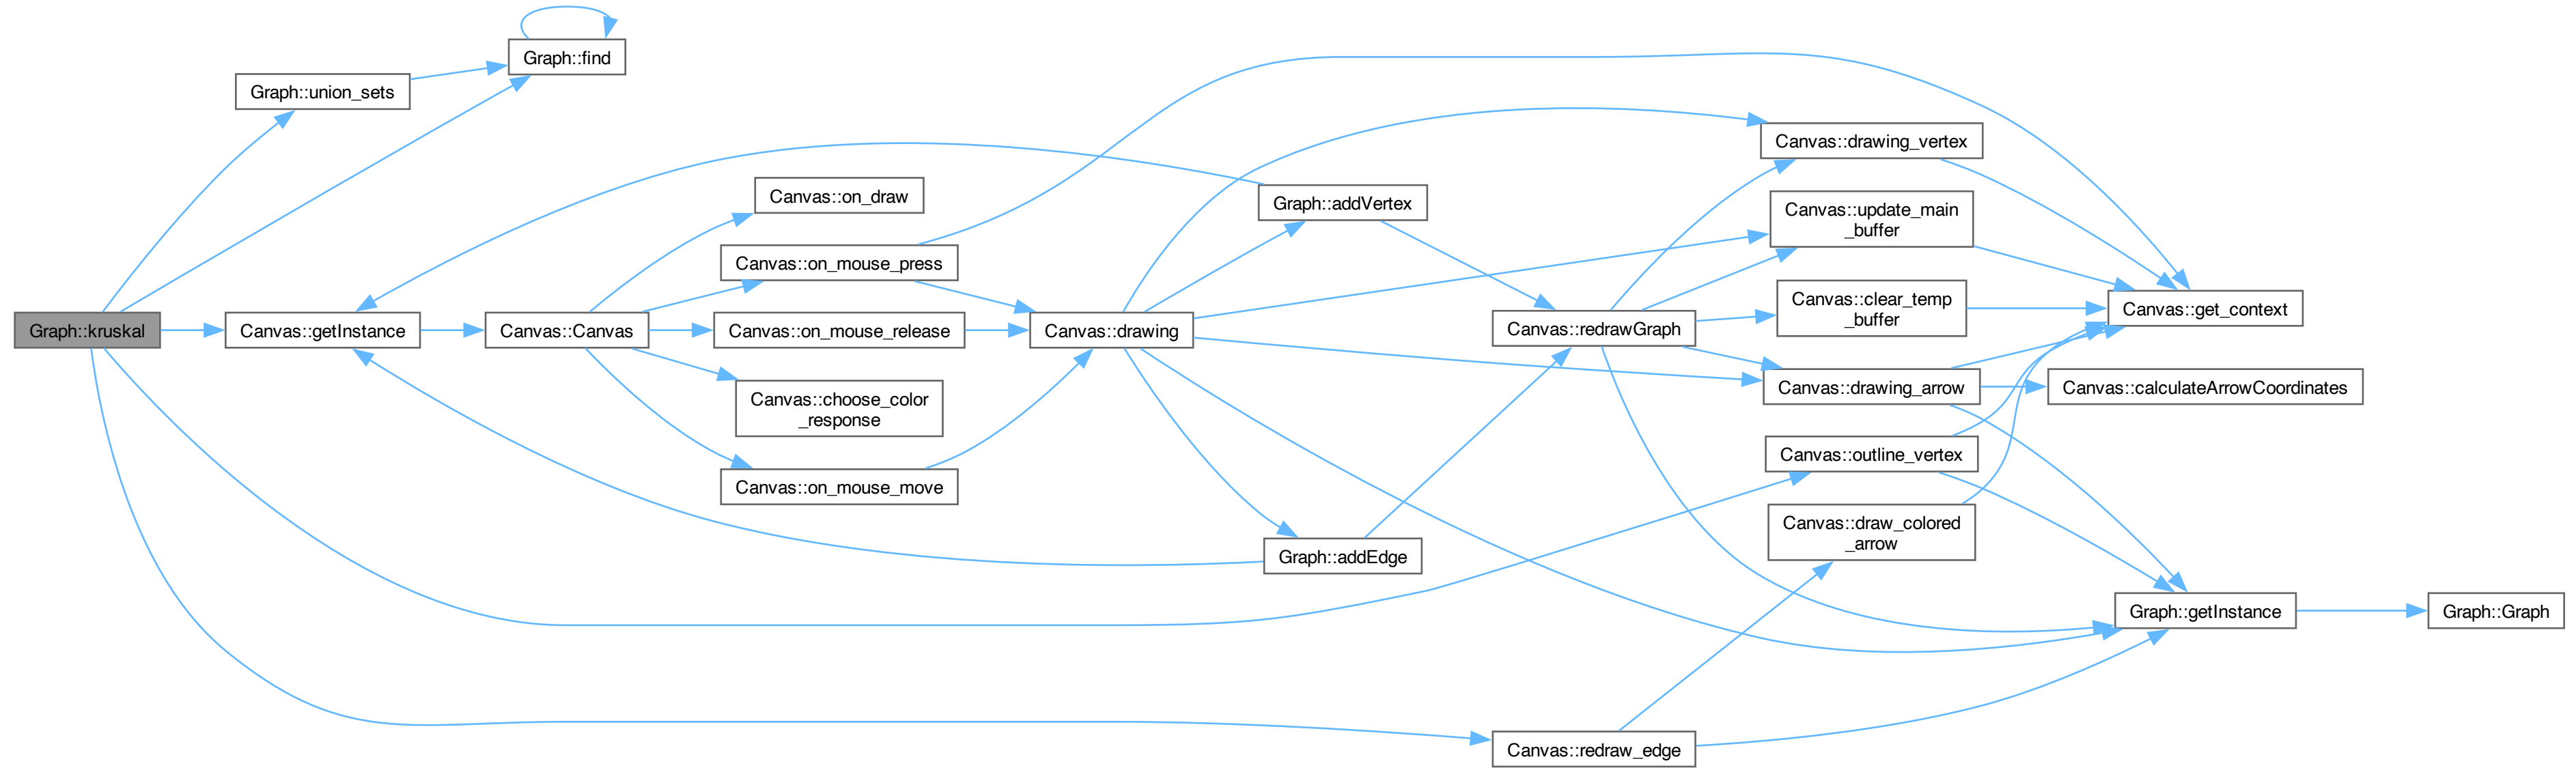 Graph::find
Graph::union_sets
Graph::kruskal
Canvas::getInstance
Canvas::Canvas
Canvas::on_draw
Canvas::on_mouse_press
Canvas::on_mouse_release
Canvas::choose_color
_response
Canvas::on_mouse_move
Canvas::drawing
Graph::addVertex
Graph::addEdge
Canvas::redrawGraph
Canvas::redraw_edge
Canvas::drawing_vertex
Canvas::update_main
_buffer
Canvas::clear_temp
_buffer
Canvas::drawing_arrow
Canvas::outline_vertex
Canvas::draw_colored
_arrow
Canvas::get_context
Canvas::calculateArrowCoordinates
Graph::getInstance
Graph::Graph